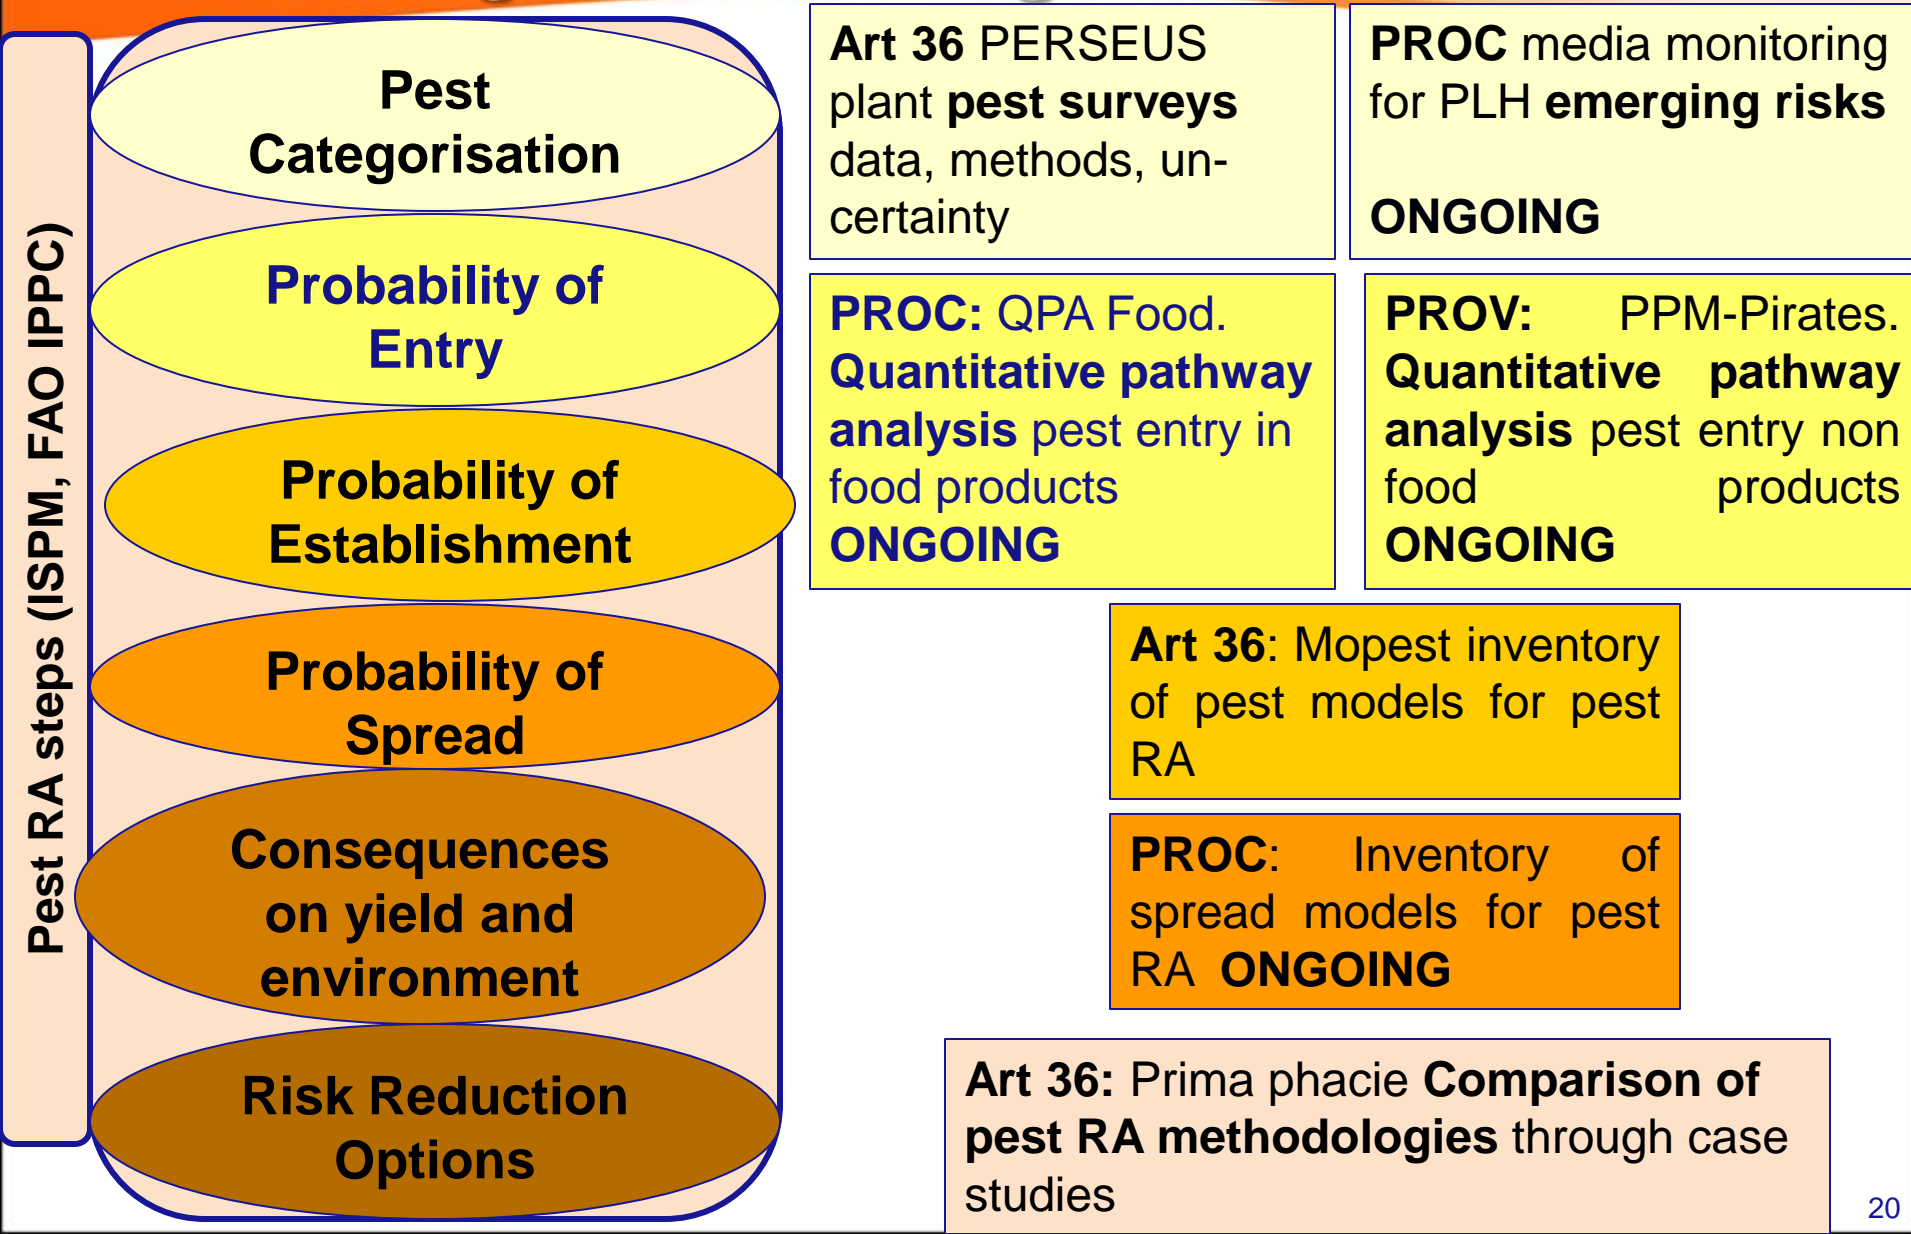 Pest RA steps (ISPM, FAO IPPC)
Pest
Categorisation
Probability of
Entry
Probability of
Establishment
Probability of
Spread
Consequences
on yield and
environment
Risk Reduction
Options
Art 36 PERSEUS
plant pest surveys
data, methods, un-
certainty
PROC media monitoring
for PLH emerging risks
ONGOING
PROC: QPA Food.
Quantitative pathway
analysis pest entry in
food products
ONGOING
PROV: PPM-Pirates.
Quantitative pathway
analysis pest entry non
food products
ONGOING
Art 36: Mopest inventory
of pest models for pest
RA
PROC: Inventory of
spread models for pest
RA ONGOING
Art 36: Prima phacie Comparison of
pest RA methodologies through case
studies
20